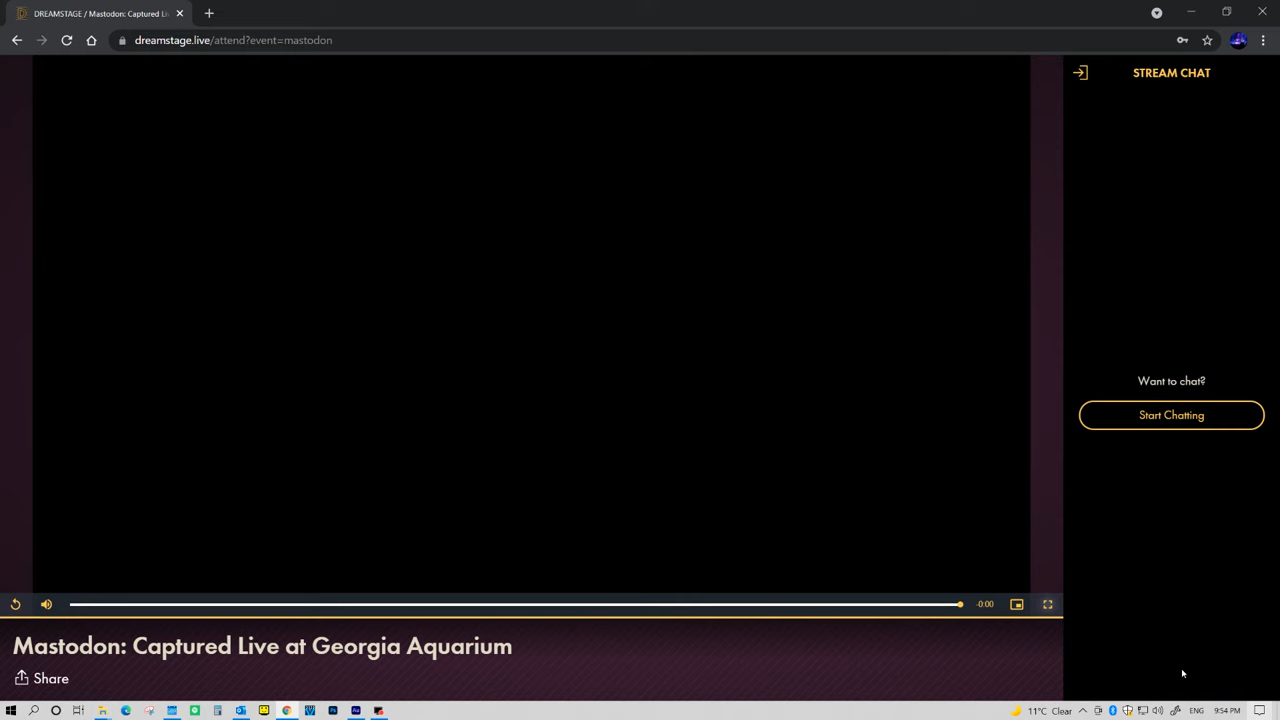 DREAMSTAGE / Mastodon: Captured Li
dreamstage.live/attend?event=mastodon
STREAM CHAT
Want to chat?
Start Chatting
-0:00
Mastodon: Captured Live at Georgia Aquarium
Share
11°C Clear
ENG
9:54 PM